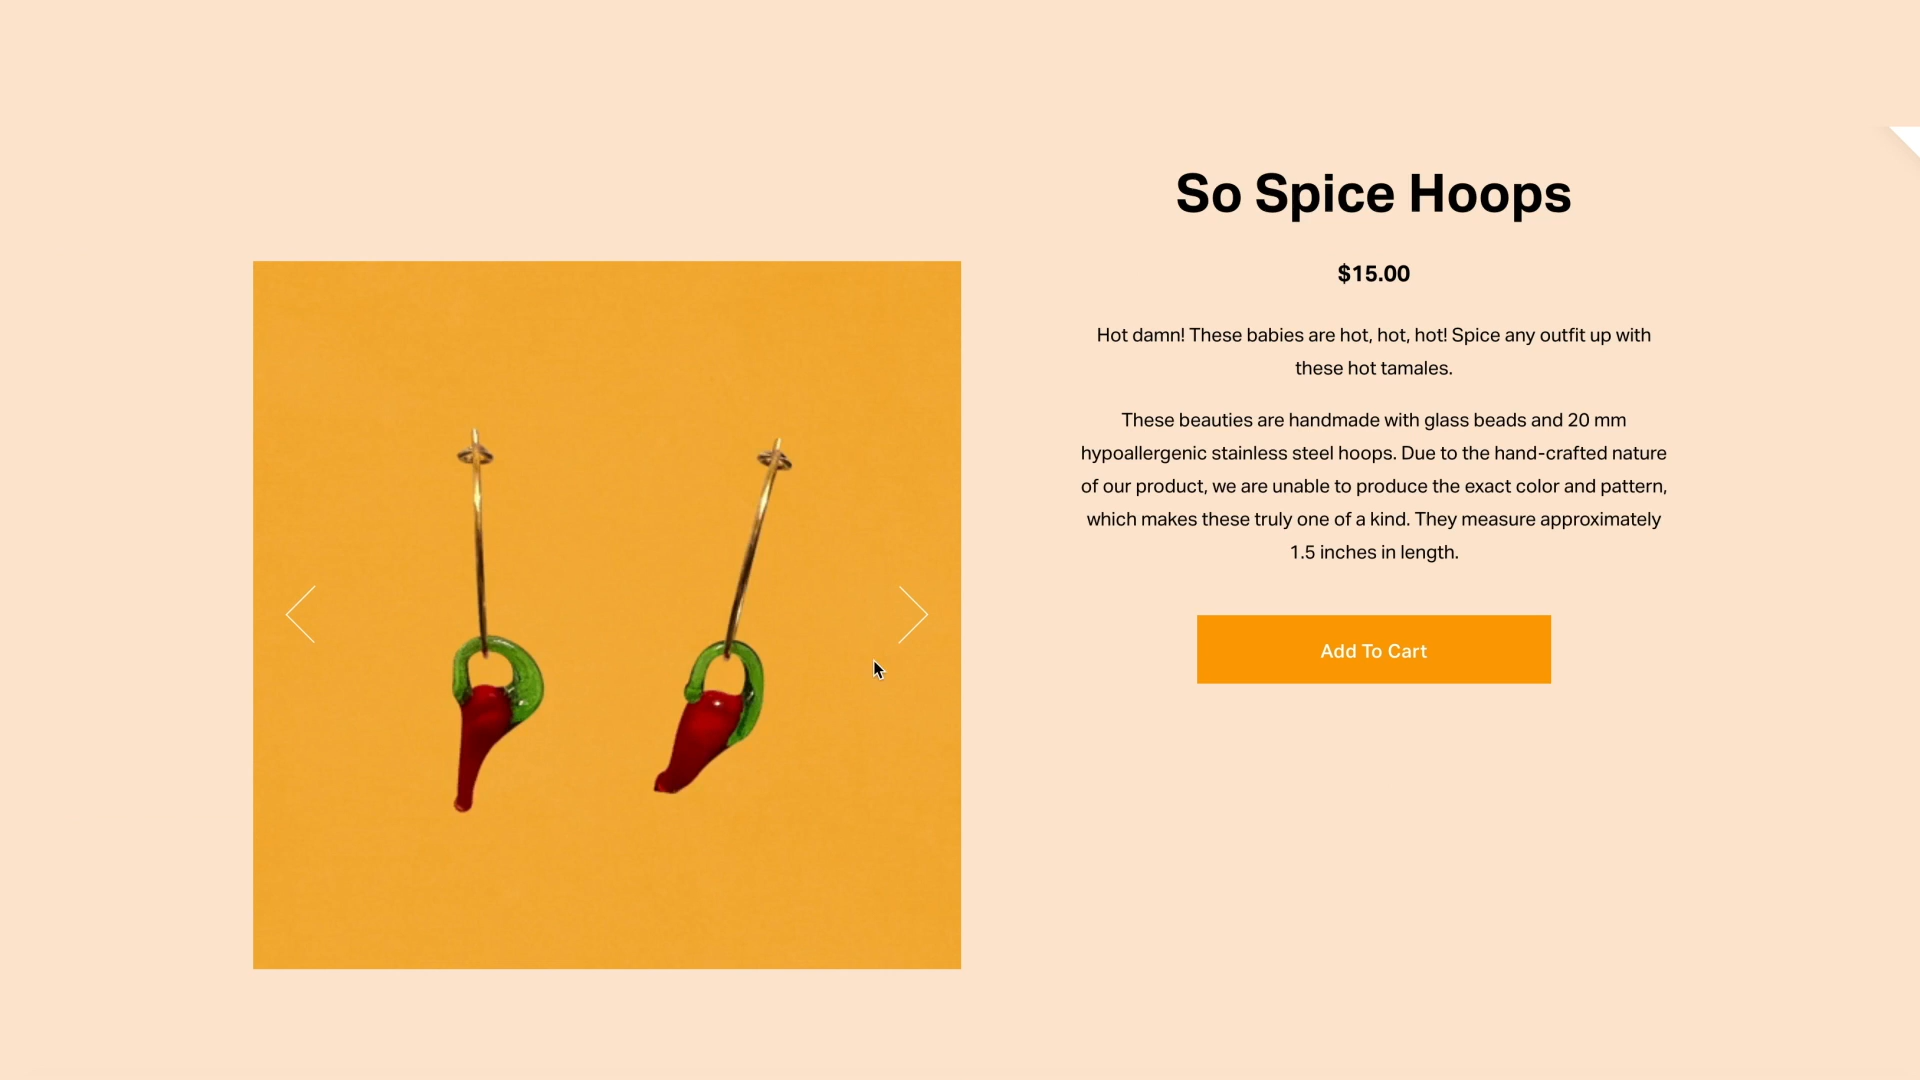 So Spice Hoops
$15.00
Hot damn! These babies are hot, hot, hot! Spice any outfit up with
these hot tamales.
These beauties are handmade with glass beads and 20 mm
hypoallergenic stainless steel hoops. Due to the hand-crafted nature
of our product, we are unable to produce the exact color and pattern,
which makes these truly one of a kind. They measure approximately
1.5 inches in length.
Add To Cart